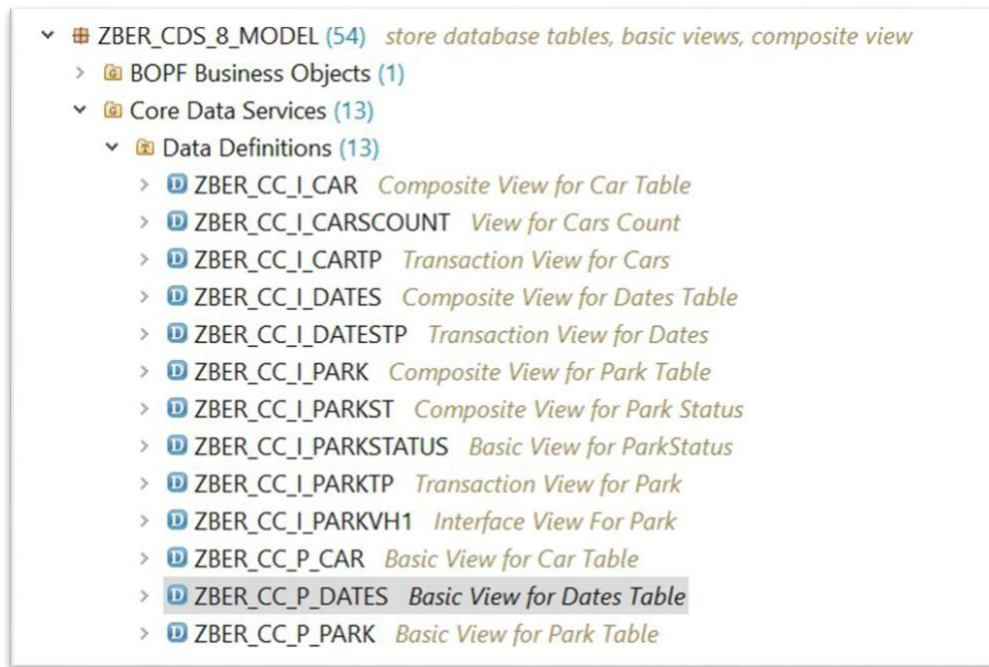 ZBER_CDS_8_MODEL (54) store database tables, basic views, composite view
BOPF Business Objects (1)
Core Data Services (13)
Data Definitions (13)
ZBER_CC_I_CAR Composite View for Car Table
ZBER_CC_I_CARSCOUNT View for Cars Count
ZBER_CC_I_CARTP Transaction View for Cars
ZBER_CC_I_DATES Composite View for Dates Table
ZBER_CC_I_DATESTP Transaction View for Dates
ZBER_CC_I_PARK Composite View for Park Table
ZBER_CC_I_PARKST Composite View for Park Status
ZBER_CC_I_PARKSTATUS Basic View for ParkStatus
ZBER_CC_I_PARKTP Transaction View for Park
ZBER_CC_I_PARKVH1 Interface View For Park
ZBER_CC_P_CAR Basic View for Car Table
ZBER_CC_P_DATES Basic View for Dates Table
ZBER_CC_P_PARK Basic View for Park Table